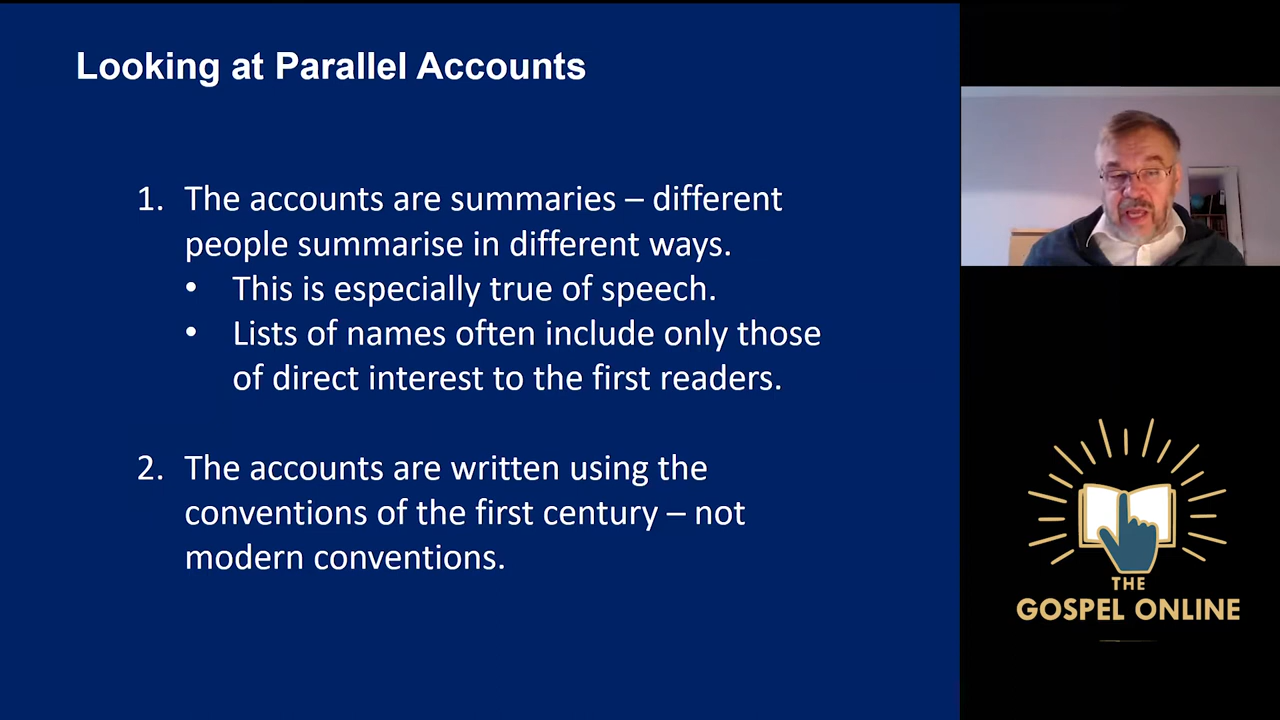 Looking at Parallel Accounts
1. The accounts are summaries – different
people summarise in different ways.
• This is especially true of speech.
• Lists of names often include only those
of direct interest to the first readers.
2. The accounts are written using the
conventions of the first century – not
modern conventions.
THE
GOSPEL ONLINE